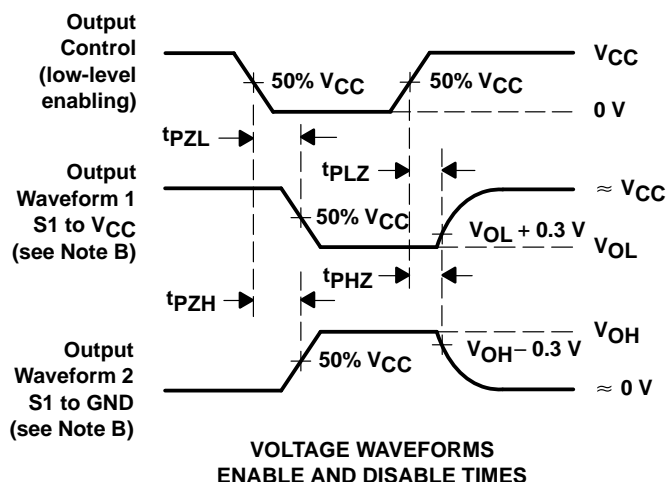 Output
Control
(low-level
enabling)
50% VCC
50% VCC
VCC
0 V
tPZL
tPLZ
Output
Waveform 1
S1 to VCC
(see Note B)
50% VCC
VOL + 0.3 V
≈ VCC
VOL
tPZH
tPHZ
Output
Waveform 2
S1 to GND
(see Note B)
50% VCC
VOH – 0.3 V
VOH
≈ 0 V
VOLTAGE WAVEFORMS
ENABLE AND DISABLE TIMES